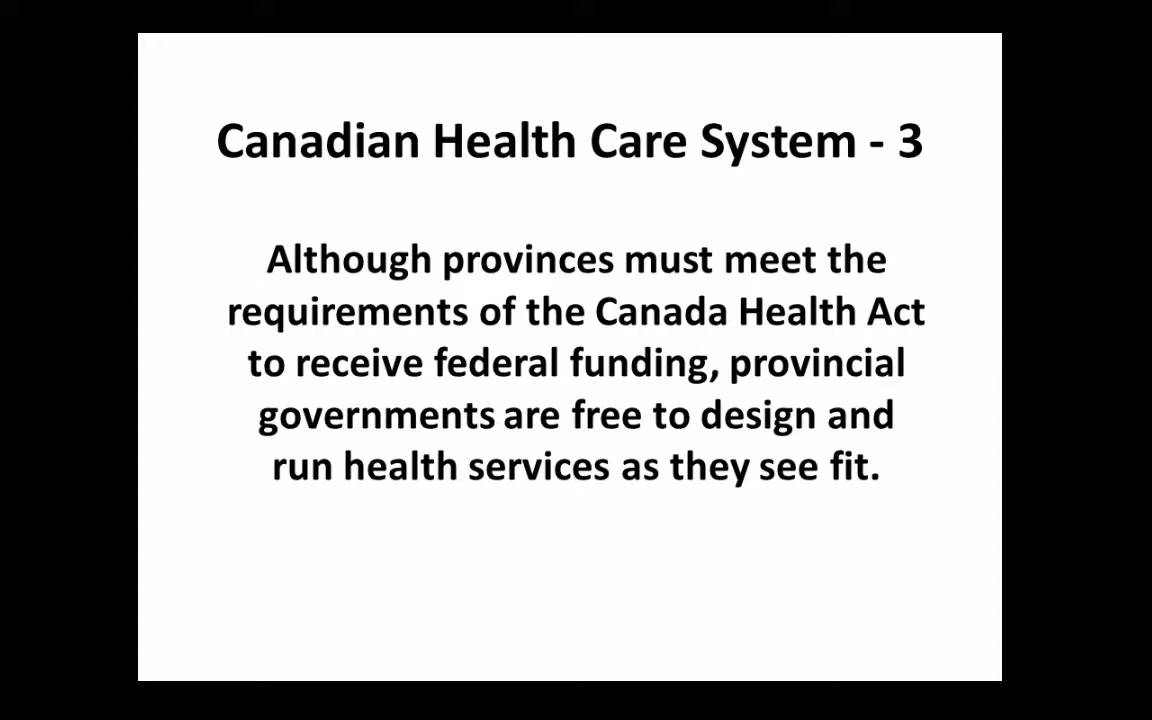 Canadian Health Care System - 3
Although provinces must meet the
requirements of the Canada Health Act
to receive federal funding, provincial
governments are free to design and
run health services as they see fit.